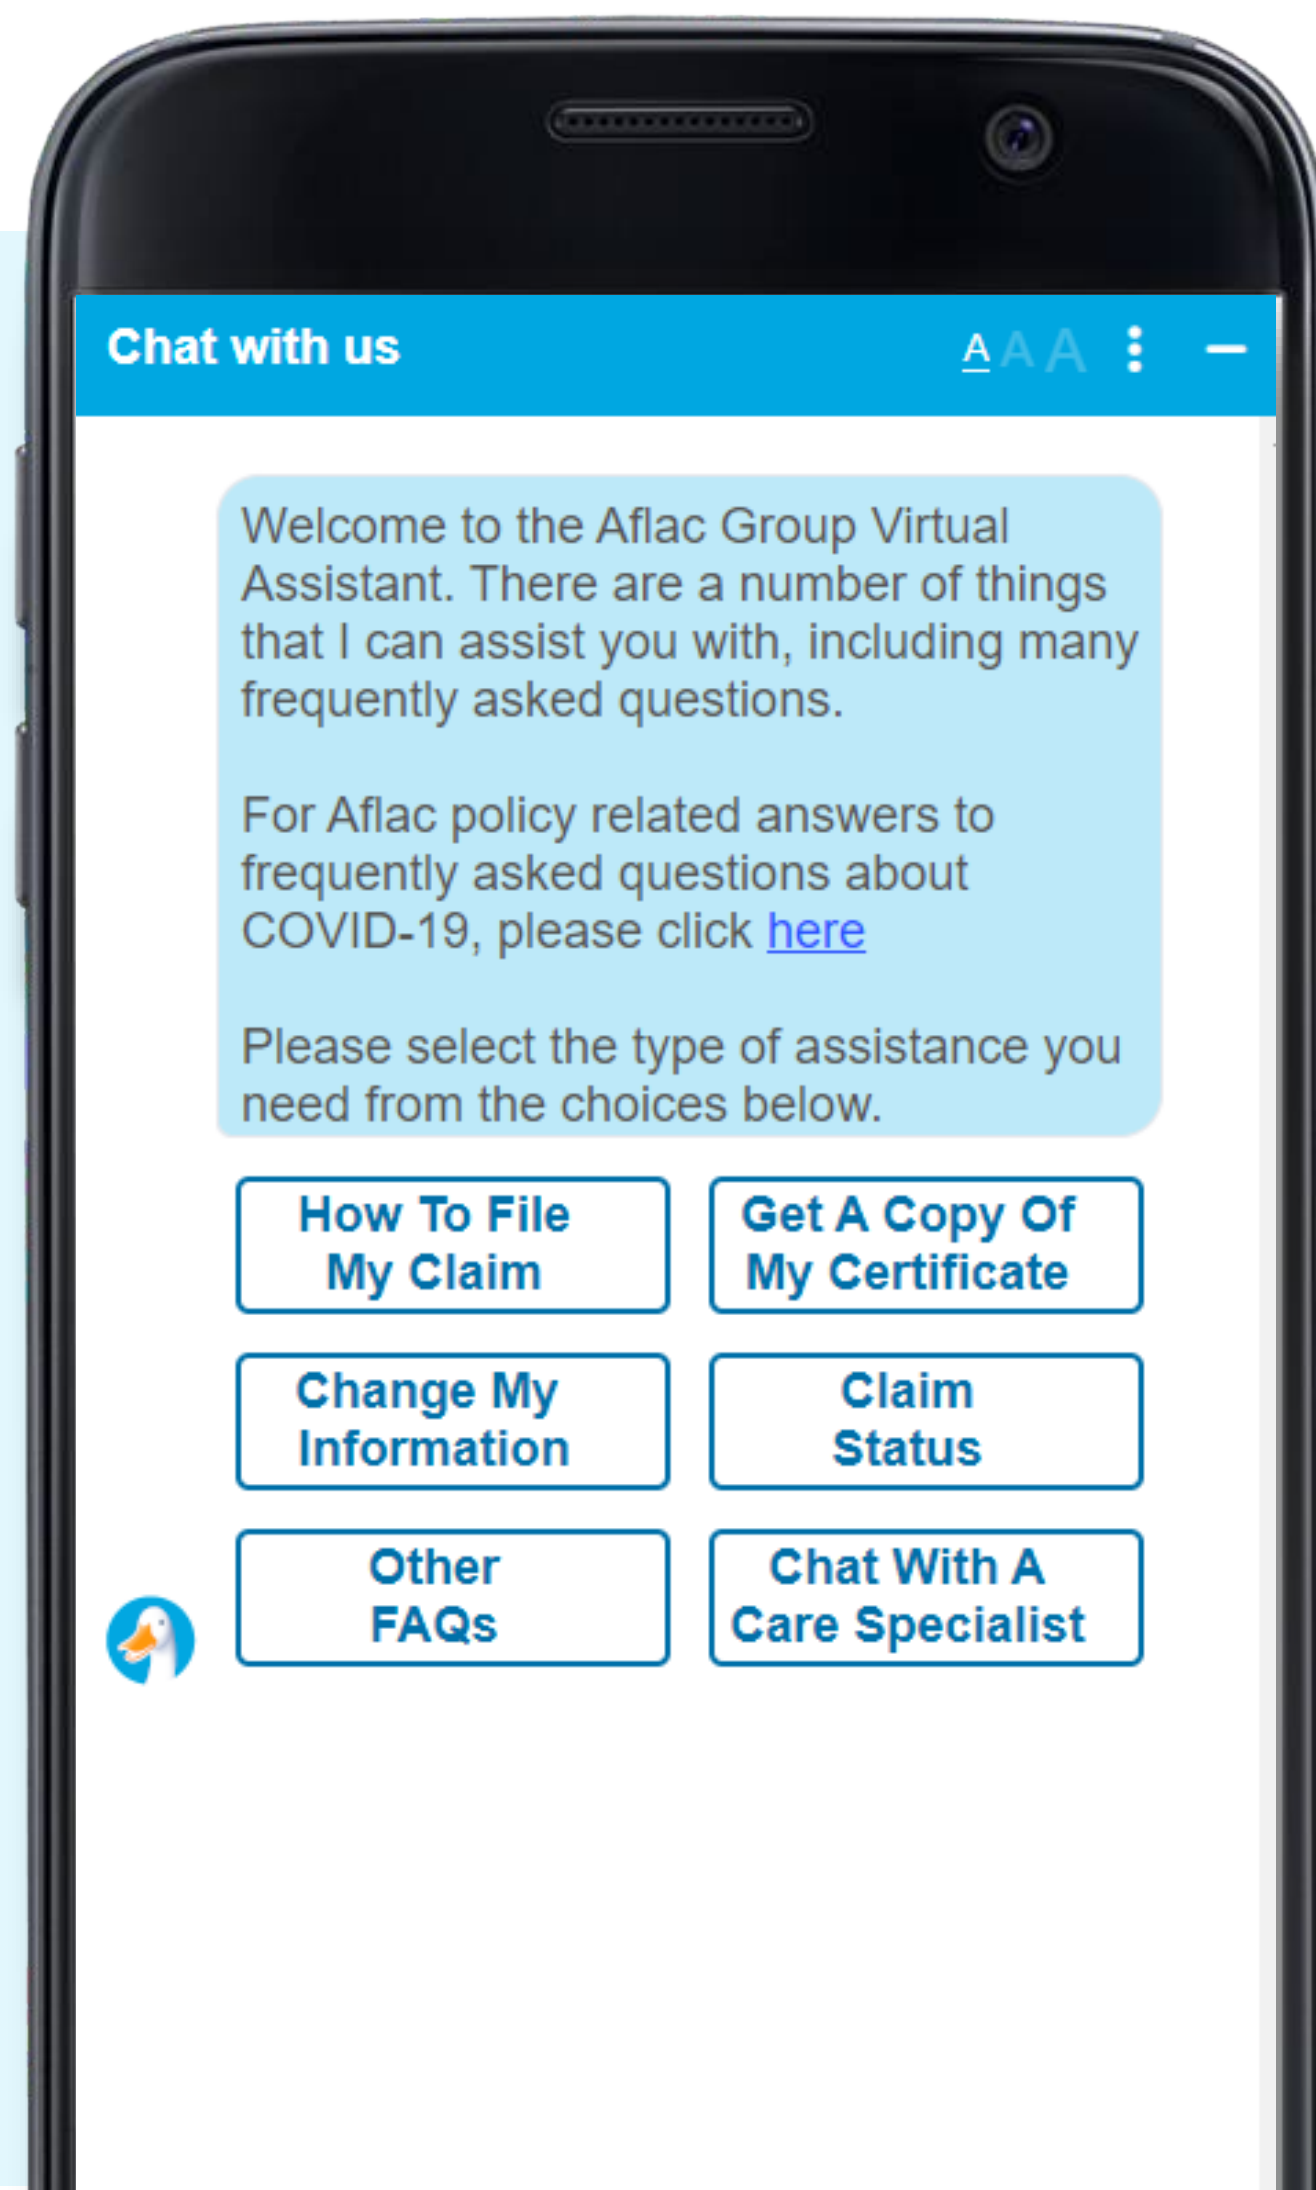 Chat with us
A A A
Welcome to the Aflac Group Virtual
Assistant. There are a number of things
that I can assist you with, including many
frequently asked questions.
For Aflac policy related answers to
frequently asked questions about
COVID-19, please click here
Please select the type of assistance you
need from the choices below.
How To File
My Claim
Get A Copy Of
My Certificate
Change My
Information
Claim
Status
Other
FAQs
Chat With A
Care Specialist